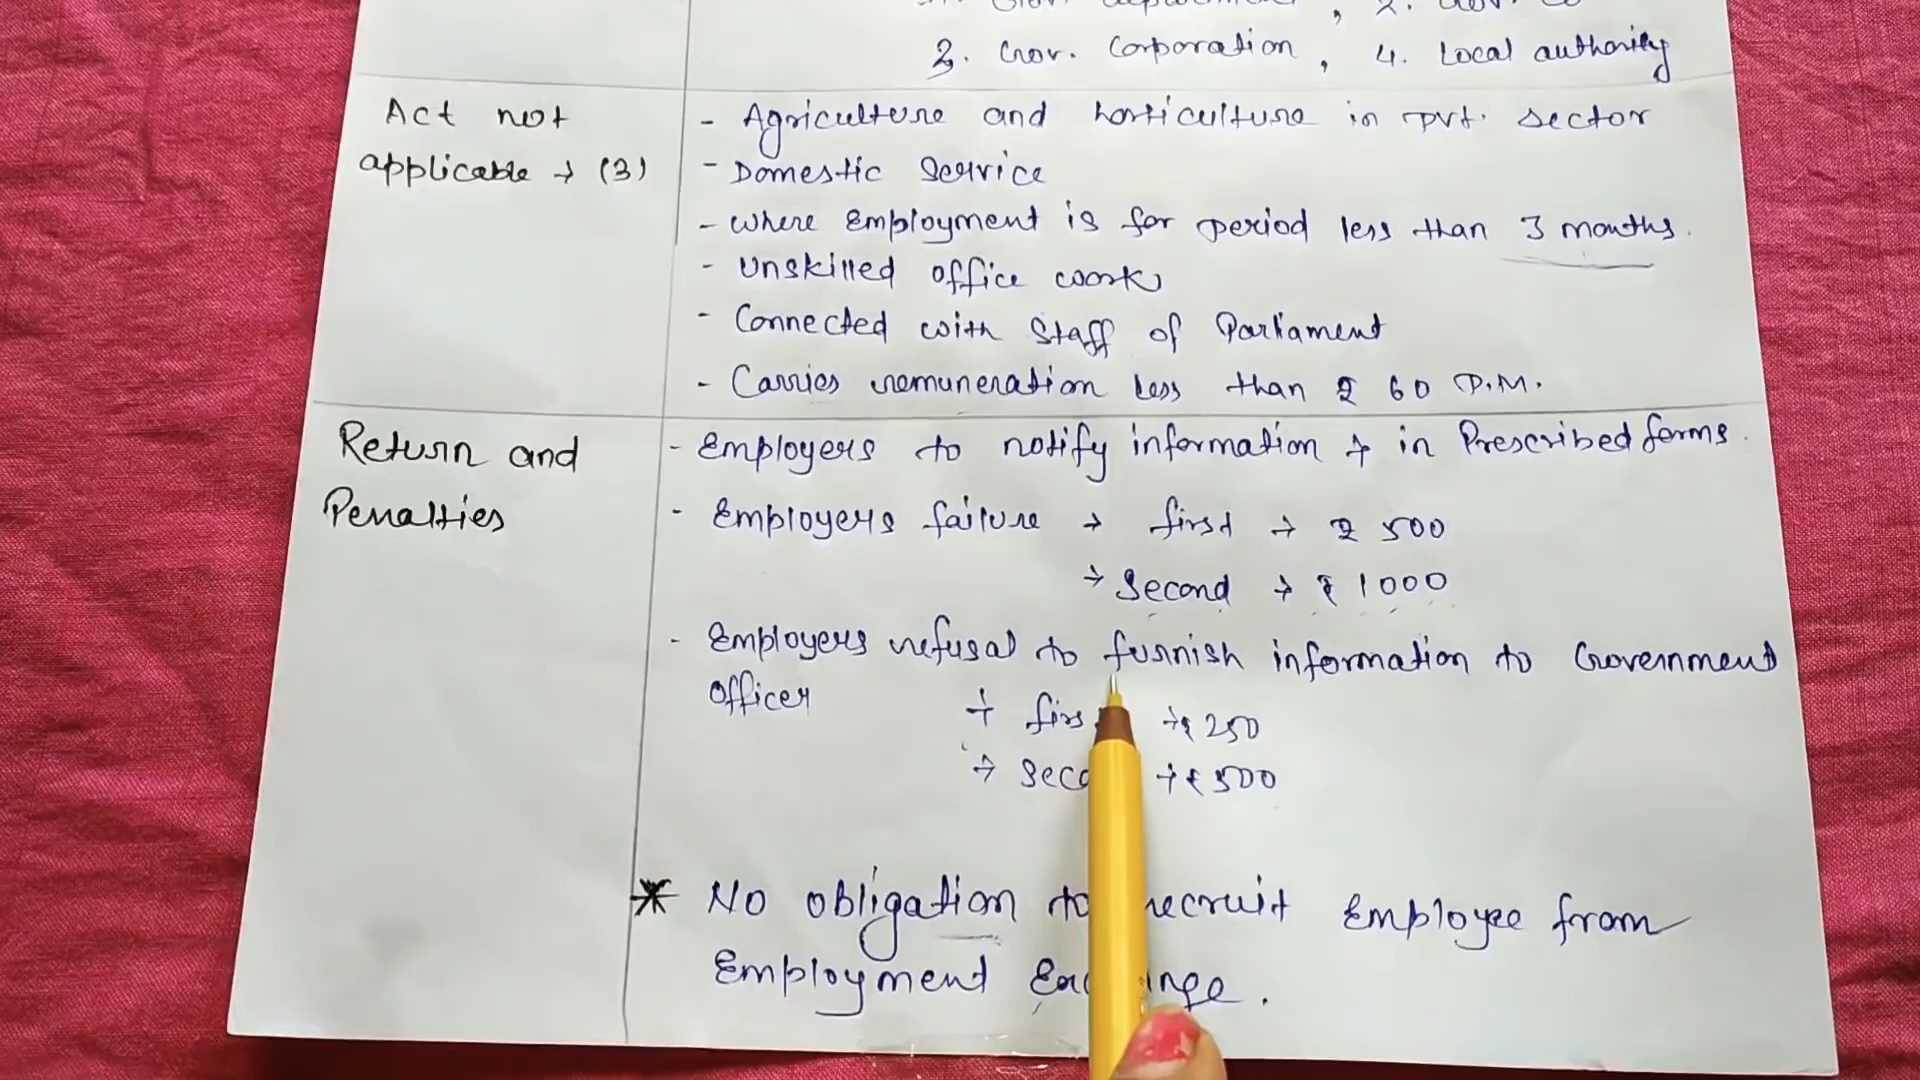 3. Gov. Corporation, 4. Local authority
Act not
applicable → (3)
- Agriculture and horticulture in pvt. sector
- Domestic Service
- Where Employment is for period less than 3 months.
- Unskilled office work
- Connected with Staff of Parliament
- Carries remuneration less than ₹ 60 P.M.
Return and
Penalties
- Employers to notify information → in Prescribed forms.
- Employers failure → first → ₹ 500
→ Second → ₹ 1000
- Employers refusal to furnish information to Government
officer → → ₹ 250
→ → ₹ 500
* No obligation to recruit Employee from
Employment